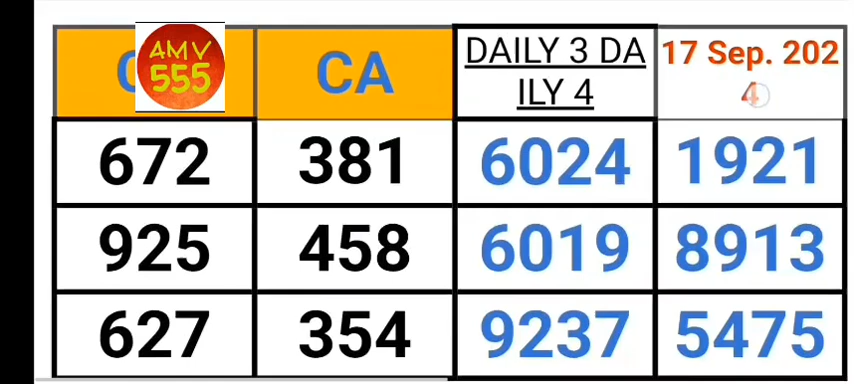 AMV
555
CA
DAILY 3 DA
ILY 4
17 Sep. 202
4
672 381 6024 1921
925 458 6019 8913
627 354 9237 5475